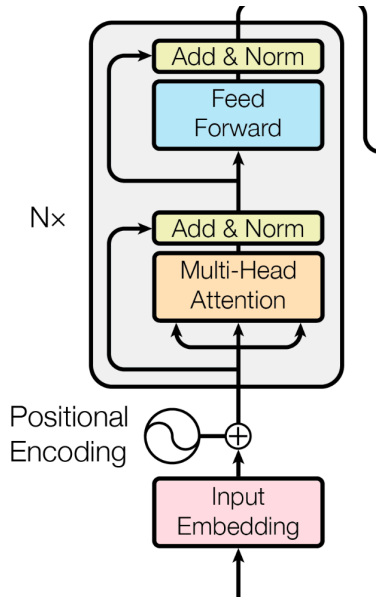 Add & Norm
Feed
Forward
N×
Add & Norm
Multi-Head
Attention
Positional
Encoding
Input
Embedding